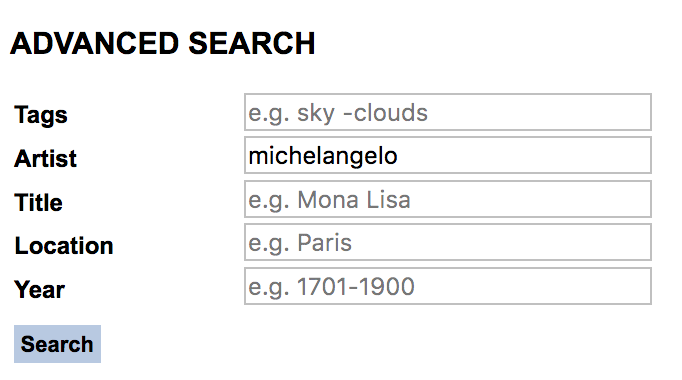 ADVANCED SEARCH
Tags e.g. sky -clouds
Artist michelangelo
Title e.g. Mona Lisa
Location e.g. Paris
Year e.g. 1701-1900
Search